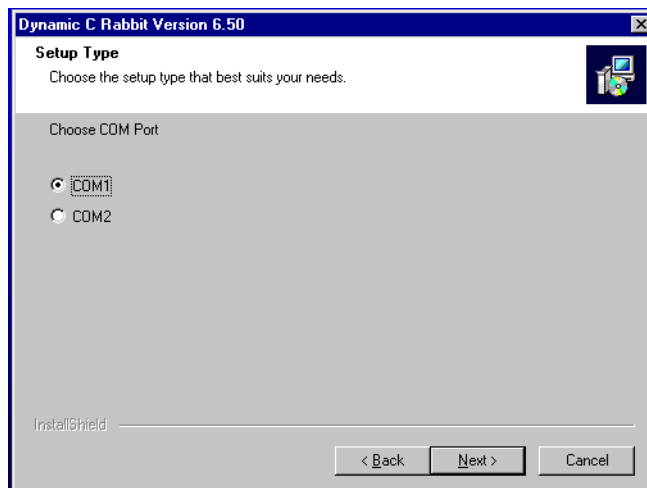 Dynamic C Rabbit Version 6.50
Setup Type
Choose the setup type that best suits your needs.
Choose COM Port
COM1
COM2
InstallShield
< Back
Next >
Cancel